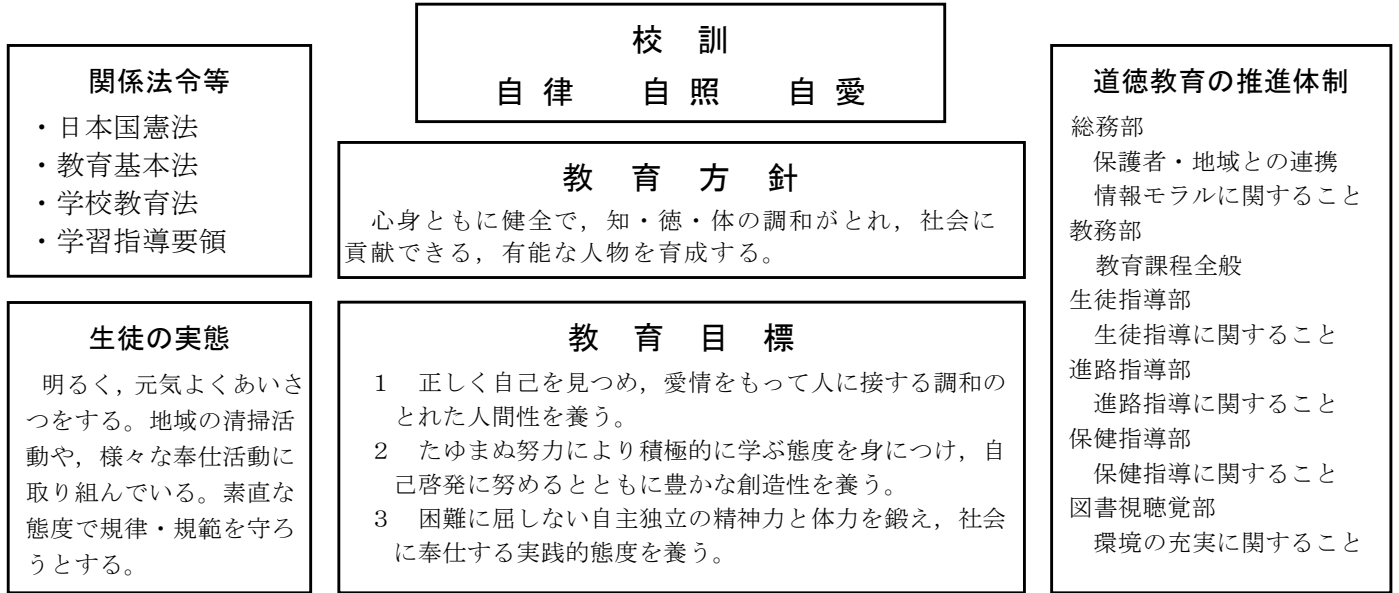 校 訓
自 律 自 照 自 愛
関係法令等
・日本国憲法
・教育基本法
・学校教育法
・学習指導要領
教 育 方 針
心身ともに健全で，知・徳・体の調和がとれ，社会に
貢献できる，有能な人物を育成する。
生徒の実態
明るく，元気よくあいさ
つをする。地域の清掃活
動や，様々な奉仕活動に
取り組んでいる。素直な
態度で規律・規範を守ろ
うとする。
教 育 目 標
１ 正しく自己を見つめ，愛情をもって人に接する調和の
とれた人間性を養う。
２ たゆまぬ努力により積極的に学ぶ態度を身につけ，自
己啓発に努めるとともに豊かな創造性を養う。
３ 困難に屈しない自主独立の精神力と体力を鍛え，社会
に奉仕する実践的態度を養う。
道徳教育の推進体制
総務部
保護者・地域との連携
情報モラルに関すること
教務部
教育課程全般
生徒指導部
生徒指導に関すること
進路指導部
進路指導に関すること
保健指導部
保健指導に関すること
図書視聴覚部
環境の充実に関すること